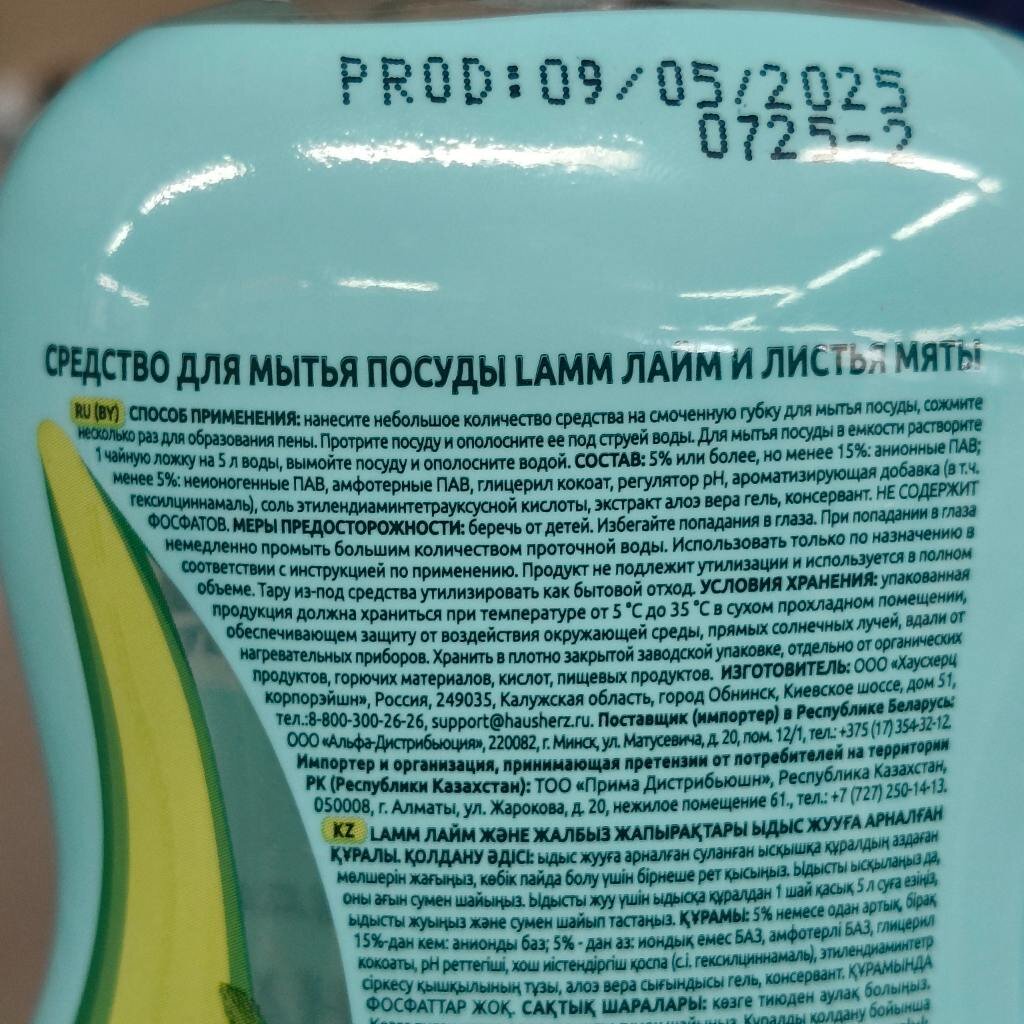 PROD: 09/05/2025
0725-2
СРЕДСТВО ДЛЯ МЫТЬЯ ПОСУДЫ LAMM ЛАЙМ И ЛИСТЬЯ МЯТЫ
RU (BY) СПОСОБ ПРИМЕНЕНИЯ: нанесите небольшое количество средства на смоченную губку для мытья посуды, сожмите
несколько раз для образования пены. Протрите посуду и ополосните ее под струей воды. Для мытья посуды в емкости растворите
1 чайную ложку на 5 л воды, вымойте посуду и ополосните водой. СОСТАВ: 5% или более, но менее 15%: анионные ПАВ;
менее 5%: неионогенные ПАВ, амфотерные ПАВ, глицерил кокоат, регулятор pH, ароматизирующая добавка (в т.ч.
гексилциннамаль), соль этилендиаминтетрауксусной кислоты, экстракт алоэ вера гель, консервант. НЕ СОДЕРЖИТ
ФОСФАТОВ. МЕРЫ ПРЕДОСТОРОЖНОСТИ: беречь от детей. Избегайте попадания в глаза. При попадании в глаза
немедленно промыть большим количеством проточной воды. Использовать только по назначению в
соответствии с инструкцией по применению. Продукт не подлежит утилизации и используется в полном
объеме. Тару из-под средства утилизировать как бытовой отход. УСЛОВИЯ ХРАНЕНИЯ: упакованная
продукция должна храниться при температуре от 5 °С до 35 °С в сухом прохладном помещении,
обеспечивающем защиту от воздействия окружающей среды, прямых солнечных лучей, вдали от
нагревательных приборов. Хранить в плотно закрытой заводской упаковке, отдельно от органических
продуктов, горючих материалов, кислот, пищевых продуктов. ИЗГОТОВИТЕЛЬ: ООО «Хаусхерц
корпорэйшн», Россия, 249035, Калужская область, город Обнинск, Киевское шоссе, дом 51,
тел.:8-800-300-26-26, support@hausherz.ru. Поставщик (импортер) в Республике Беларусь:
ООО «Альфа-Дистрибьюция», 220082, г. Минск, ул. Матусевича, д. 20, пом. 12/1, тел.: +375 (17) 354-32-12.
Импортер и организация, принимающая претензии от потребителей на территории
РК (Республики Казахстан): ТОО «Прима Дистрибьюшн», Республика Казахстан,
050008, г. Алматы, ул. Жарокова, д. 20, нежилое помещение 61., тел.: +7 (727) 250-14-13.
KZ LAMM ЛАЙМ ЖӘНЕ ЖАЛБЫЗ ЖАПЫРАҚТАРЫ ЫДЫС ЖУУҒА АРНАЛҒАН
ҚҰРАЛЫ. ҚОЛДАНУ ӘДІСІ: ыдыс жууға арналған суланған ысқышқа құралдың аздаған
мөлшерін жағыңыз, көбік пайда болу үшін бірнеше рет қысыңыз. Ыдысты ысқылаңыз да,
оны ағын сумен шайыңыз. Ыдысты жуу үшін ыдысқа құралдан 1 шай қасық 5 л суға езіңіз,
ыдысты жуыңыз және сумен шайып тастаңыз. ҚҰРАМЫ: 5% немесе одан артық, бірақ
15%-дан кем: анионды баз; 5% - дан аз: иондық емес БАЗ, амфотерлі БАЗ, глицерил
кокоаты, pH реттегіші, хош иістендіргіш қоспа (с.і. гексилциннамаль), этилендиаминтетр
сіркесу қышқылының тұзы, алоэ вера сығындысы гель, консервант. ҚҰРАМЫНДА
ФОСФАТТАР ЖОҚ. САҚТЫҚ ШАРАЛАРЫ: көзге тиюден аулақ болыңыз.
Құралды қолдану бойынша